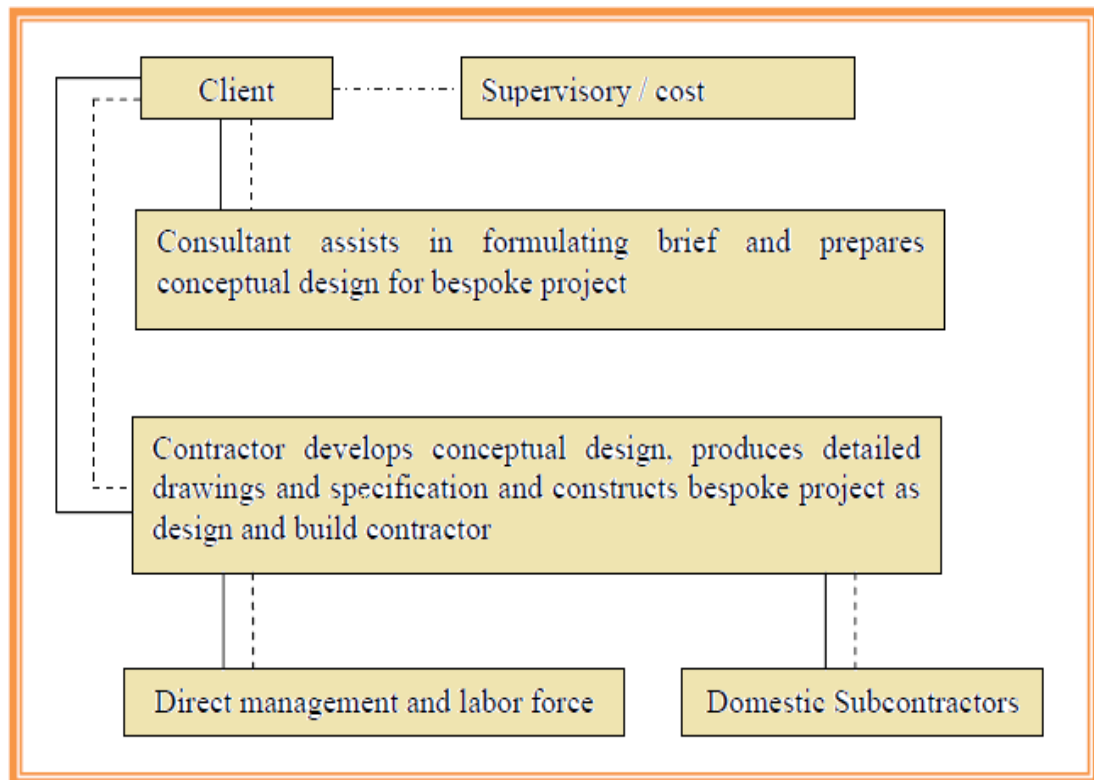 Client
Supervisory / cost
Consultant assists in formulating brief and prepares
conceptual design for bespoke project
Contractor develops conceptual design, produces detailed
drawings and specification and constructs bespoke project as
design and build contractor
Direct management and labor force
Domestic Subcontractors